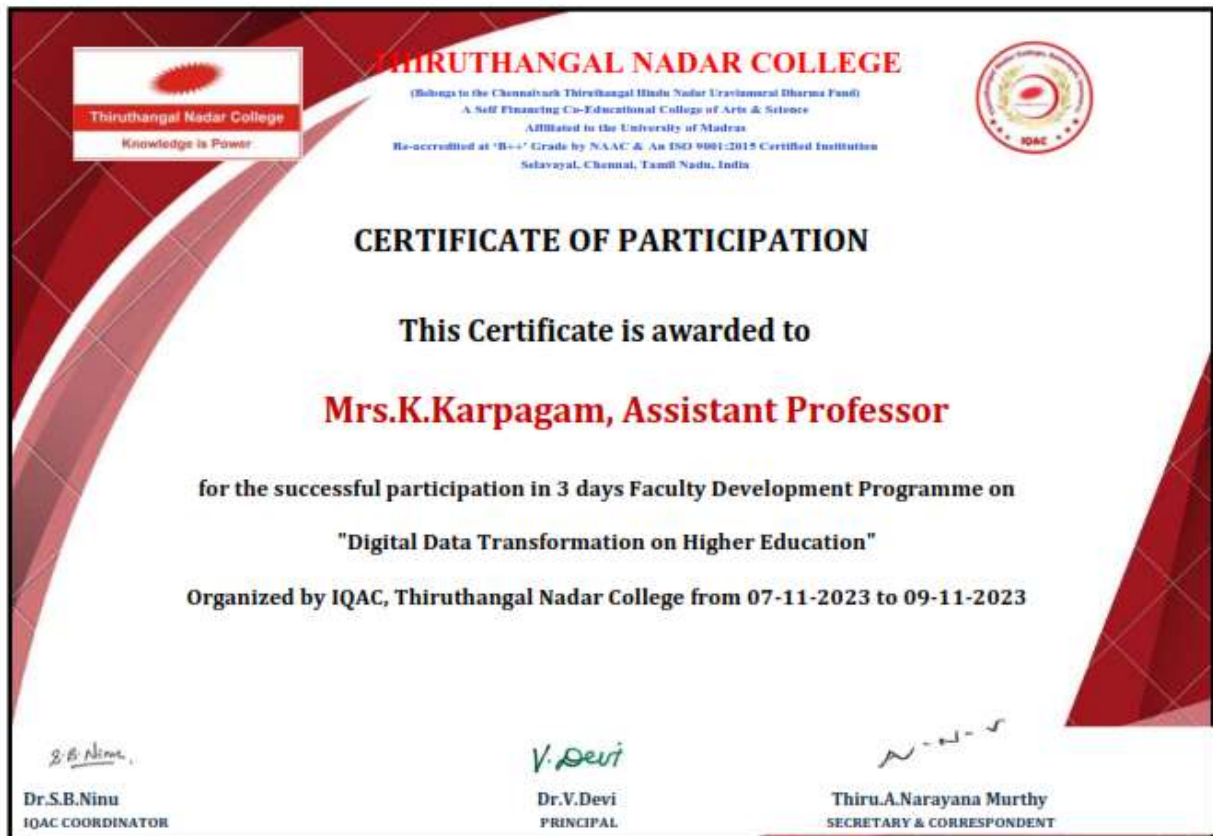 Thiruthangal Nadar College
Knowledge is Power
THIRUTHANGAL NADAR COLLEGE
(Belongs to the Chennaivazh Thiruthangal Hindu Nadar Uravinmurai Dharma Fund)
A Self Financing Co-Educational College of Arts & Science
Affiliated to the University of Madras
Re-accredited at 'B++' Grade by NAAC & An ISO 9001:2015 Certified Institution
Selavayal, Chennai, Tamil Nadu, India
IQAC
CERTIFICATE OF PARTICIPATION
This Certificate is awarded to
Mrs.K.Karpagam, Assistant Professor
for the successful participation in 3 days Faculty Development Programme on
"Digital Data Transformation on Higher Education"
Organized by IQAC, Thiruthangal Nadar College from 07-11-2023 to 09-11-2023
S.B.Ninu.
V. Devi
Dr.S.B.Ninu
IQAC COORDINATOR
Dr.V.Devi
PRINCIPAL
Thiru.A.Narayana Murthy
SECRETARY & CORRESPONDENT